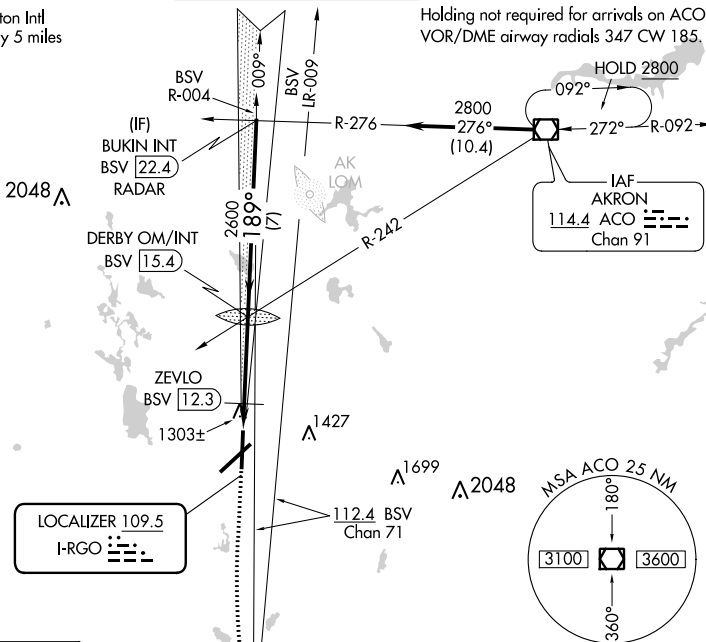 ton Intl
y 5 miles
Holding not required for arrivals on ACO
VOR/DME airway radials 347 CW 185.
HOLD 2800
092°
272°
R-092
IAF
AKRON
114.4 ACO
Chan 91
2800
276°
(10.4)
R-276
R-242
BSV
R-004
009°
BSV
LR-009
(IF)
BUKIN INT
BSV 22.4
RADAR
AK
LOM
2048
2600
189°
(7)
DERBY OM/INT
BSV 15.4
ZEVLO
BSV 12.3
1303±
1427
1699
2048
112.4 BSV
Chan 71
LOCALIZER 109.5
I-RGO
MSA ACO 25 NM
180°
3100
3600
360°